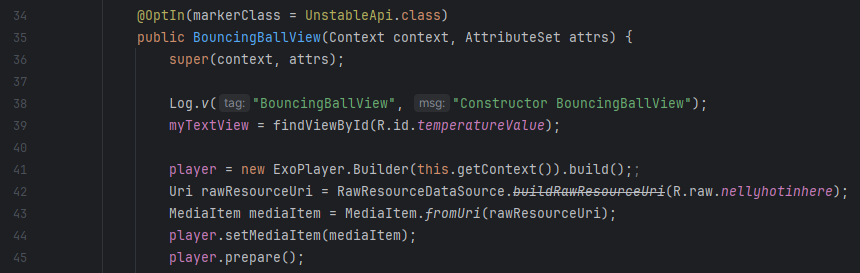 34 @OptIn(markerClass = UnstableApi.class)
35 public BouncingBallView(Context context, AttributeSet attrs) {
36 super(context, attrs);
37
38 Log.v( tag: "BouncingBallView", msg: "Constructor BouncingBallView");
39 myTextView = findViewById(R.id.temperatureValue);
40
41 player = new ExoPlayer.Builder(this.getContext()).build();;
42 Uri rawResourceUri = RawResourceDataSource.buildRawResourceUri(R.raw.nellyhotinhere);
43 MediaItem mediaItem = MediaItem.fromUri(rawResourceUri);
44 player.setMediaItem(mediaItem);
45 player.prepare();